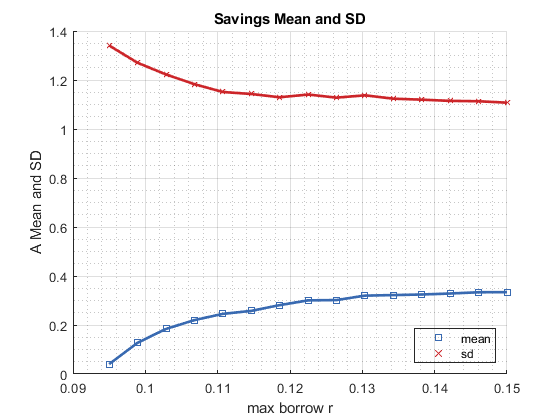 Savings Mean and SD
1.4
1.2
1
0.8
0.6
0.4
0.2
0
A Mean and SD
mean
sd
0.09 0.1 0.11 0.12 0.13 0.14 0.15
max borrow r